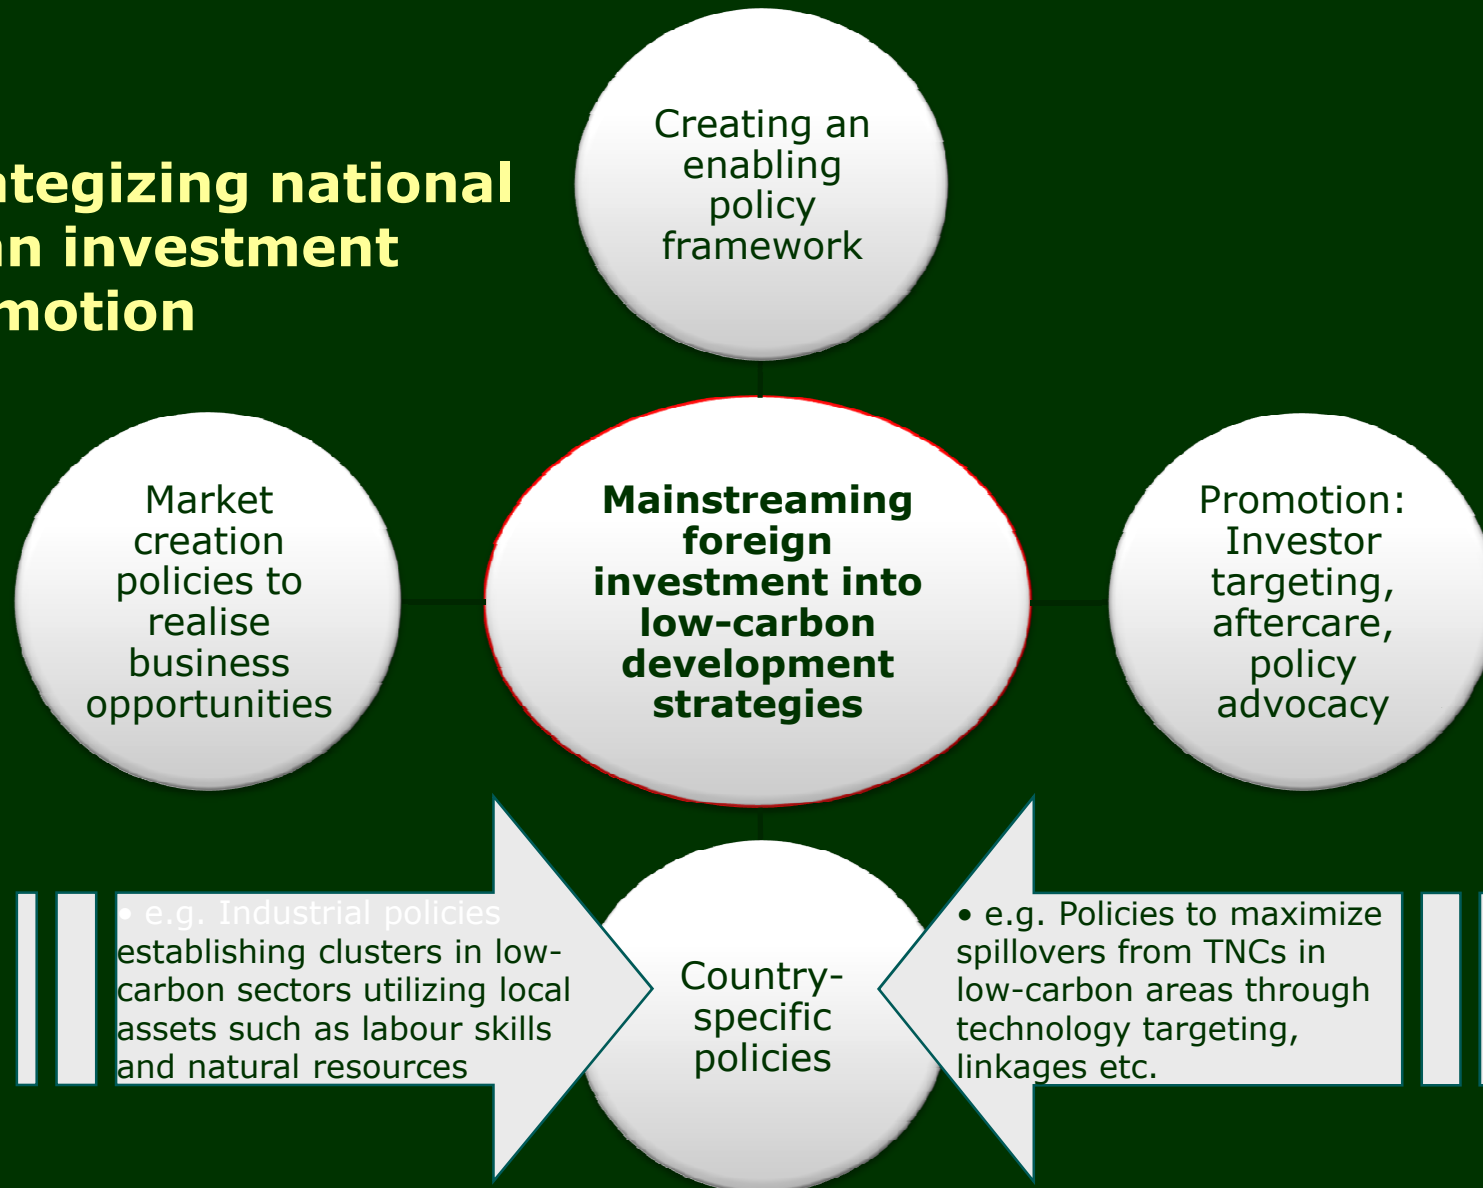 ategizing national
an investment
motion
Creating an
enabling
policy
framework
Market
creation
policies to
realise
business
opportunities
Mainstreaming
foreign
investment into
low-carbon
development
strategies
Promotion:
Investor
targeting,
aftercare,
policy
advocacy
• e.g. Industrial policies
establishing clusters in low-
carbon sectors utilizing local
assets such as labour skills
and natural resources
Country-
specific
policies
• e.g. Policies to maximize
spillovers from TNCs in
low-carbon areas through
technology targeting,
linkages etc.